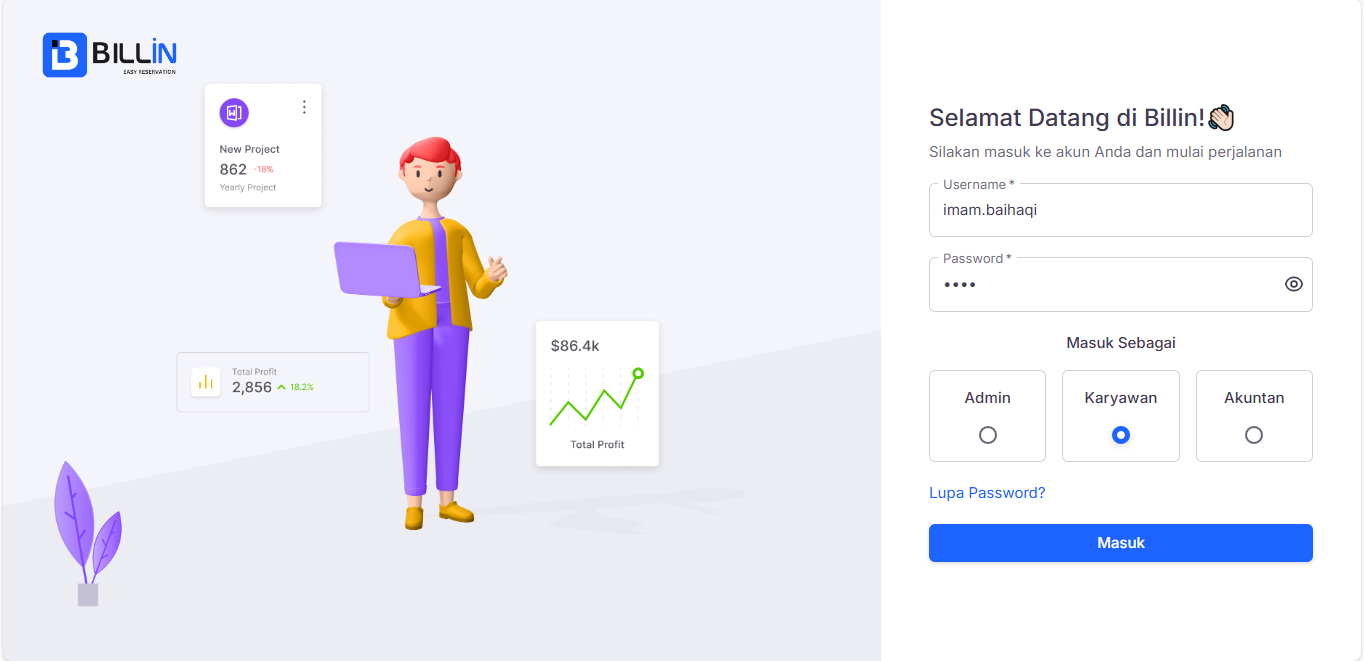 BILLIN
EASY RESERVATION
New Project
862 -18%
Yearly Project
Total Profit
2,856 18.2%
$86.4k
Total Profit
Selamat Datang di Billin!👋🏻
Silakan masuk ke akun Anda dan mulai perjalanan
Username *
imam.baihaqi
Password *
••••
Masuk Sebagai
Admin
Karyawan
Akuntan
Lupa Password?
Masuk